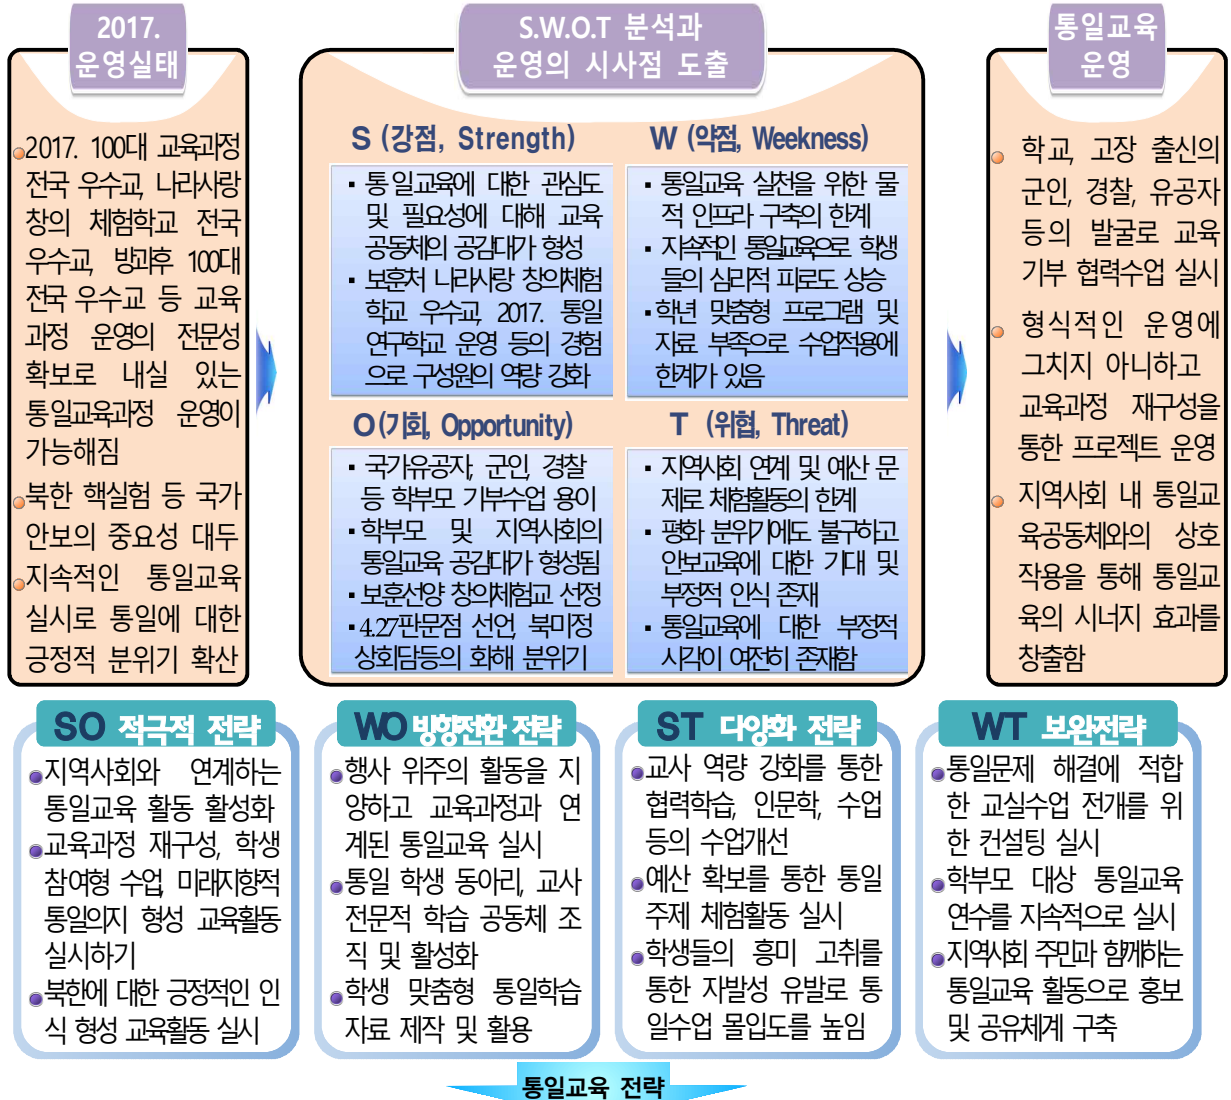 2017.
운영실태
2017. 100대 교육과정
전국 우수교, 나라사랑
창의 체험학교 전국
우수교, 방과후 100대
전국 우수교 등 교육
과정 운영의 전문성
확보로 내실 있는
통일교육과정 운영이
가능해짐
북한 핵실험 등 국가
안보의 중요성 대두
지속적인 통일교육
실시로 통일에 대한
긍정적 분위기 확산
S.W.O.T 분석과
운영의 시사점 도출
S (강점, Strength)
▪ 통일교육에 대한 관심도
및 필요성에 대해 교육
공동체의 공감대가 형성
▪ 보훈처 나라사랑 창의체험
학교 우수교, 2017. 통일
연구학교 운영 등의 경험
으로 구성원의 역량 강화
W (약점, Weekness)
▪ 통일교육 실천을 위한 물
적 인프라 구축의 한계
▪ 지속적인 통일교육으로 학생
들의 심리적 피로도 상승
▪학년 맞춤형 프로그램 및
자료 부족으로 수업적용에
한계가 있음
O(기회, Opportunity)
▪ 국가유공자, 군인, 경찰
등 학부모 기부수업 용이
▪학부모 및 지역사회의
통일교육 공감대가 형성됨
▪보훈선양 창의체험교 선정
▪4.27판문점 선언, 북미정
상회담등의 화해 분위기
T (위협, Threat)
▪ 지역사회 연계 및 예산 문
제로 체험활동의 한계
▪ 평화 분위기에도 불구하고
안보교육에 대한 기대 및
부정적 인식 존재
▪ 통일교육에 대한 부정적
시각이 여전히 존재함
통일교육
운영
학교, 고장 출신의
군인, 경찰, 유공자
등의 발굴로 교육
기부 협력수업 실시
형식적인 운영에
그치지 아니하고
교육과정 재구성을
통한 프로젝트 운영
지역사회 내 통일교
육공동체와의 상호
작용을 통해 통일교
육의 시너지 효과를
창출함
SO 적극적 전략
지역사회와 연계하는
통일교육 활동 활성화
교육과정 재구성, 학생
참여형 수업, 미래지향적
통일의지 형성 교육활동
실시하기
북한에 대한 긍정적인 인
식 형성 교육활동 실시
WO 방향전환 전략
행사 위주의 활동을 지
양하고 교육과정과 연
계된 통일교육 실시
통일 학생 동아리, 교사
전문적 학습 공동체 조
직 및 활성화
학생 맞춤형 통일학습
자료 제작 및 활용
ST 다양화 전략
교사 역량 강화를 통한
협력학습, 인문학, 수업
등의 수업개선
예산 확보를 통한 통일
주제 체험활동 실시
학생들의 흥미 고취를
통한 자발성 유발로 통
일수업 몰입도를 높임
WT 보완전략
통일문제 해결에 적합
한 교실수업 전개를 위
한 컨설팅 실시
학부모 대상 통일교육
연수를 지속적으로 실시
지역사회 주민과 함께하는
통일교육 활동으로 홍보
및 공유체계 구축
통일교육 전략